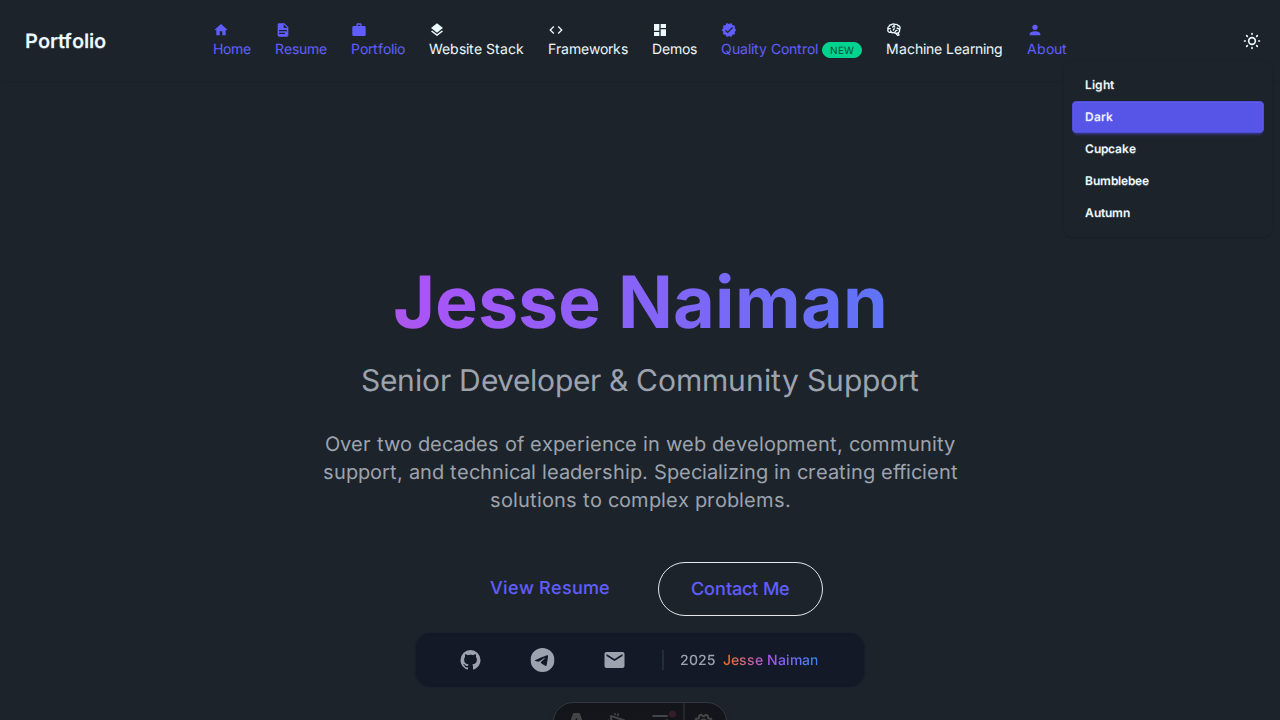 Portfolio
Home
Resume
Portfolio
Website Stack
Frameworks
Demos
Quality Control NEW
Machine Learning
About
Light
Dark
Cupcake
Bumblebee
Autumn
Jesse Naiman
Senior Developer & Community Support
Over two decades of experience in web development, community
support, and technical leadership. Specializing in creating efficient
solutions to complex problems.
View Resume
Contact Me
2025 Jesse Naiman